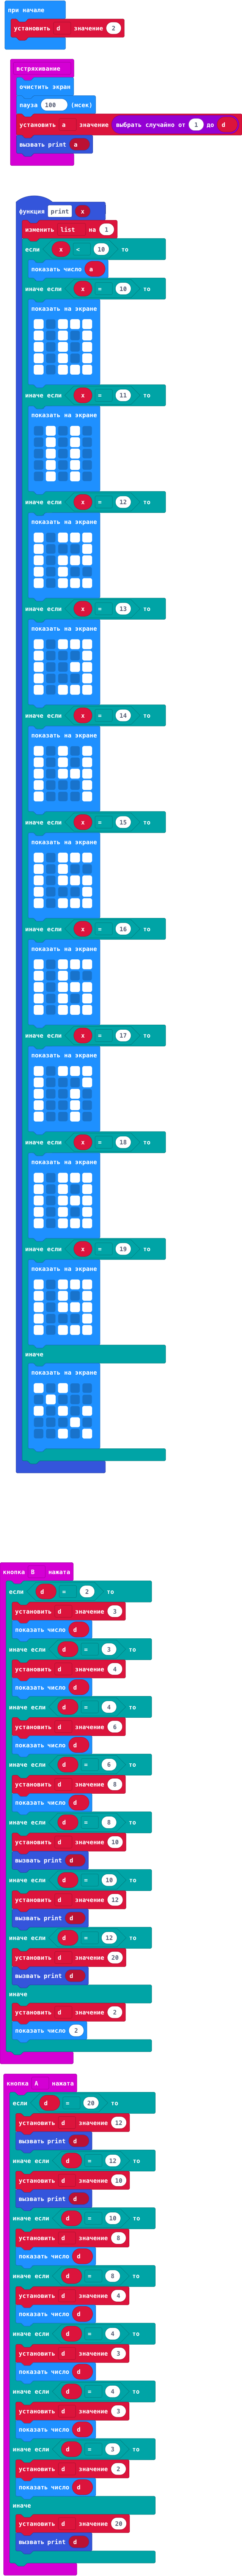 при начале
установить d значение 2
встряхивание
очистить экран
пауза 100 (мсек)
установить a значение выбрать случайно от 1 до d
вызвать print a
функция print x
изменить list на 1
если x < 10 то
показать число a
иначе если x = 10 то
показать на экране
иначе если x = 11 то
показать на экране
иначе если x = 12 то
показать на экране
иначе если x = 13 то
показать на экране
иначе если x = 14 то
показать на экране
иначе если x = 15 то
показать на экране
иначе если x = 16 то
показать на экране
иначе если x = 17 то
показать на экране
иначе если x = 18 то
показать на экране
иначе если x = 19 то
показать на экране
иначе
показать на экране
кнопка B нажата
если d = 2 то
установить d значение 3
показать число d
иначе если d = 3 то
установить d значение 4
показать число d
иначе если d = 4 то
установить d значение 6
показать число d
иначе если d = 6 то
установить d значение 8
показать число d
иначе если d = 8 то
установить d значение 10
вызвать print d
иначе если d = 10 то
установить d значение 12
вызвать print d
иначе если d = 12 то
установить d значение 20
вызвать print d
иначе
установить d значение 2
показать число 2
кнопка A нажата
если d = 20 то
установить d значение 12
вызвать print d
иначе если d = 12 то
установить d значение 10
вызвать print d
иначе если d = 10 то
установить d значение 8
показать число d
иначе если d = 8 то
установить d значение 4
показать число d
иначе если d = 4 то
установить d значение 3
показать число d
иначе если d = 4 то
установить d значение 3
показать число d
иначе если d = 3 то
установить d значение 2
показать число d
иначе
установить d значение 20
вызвать print d